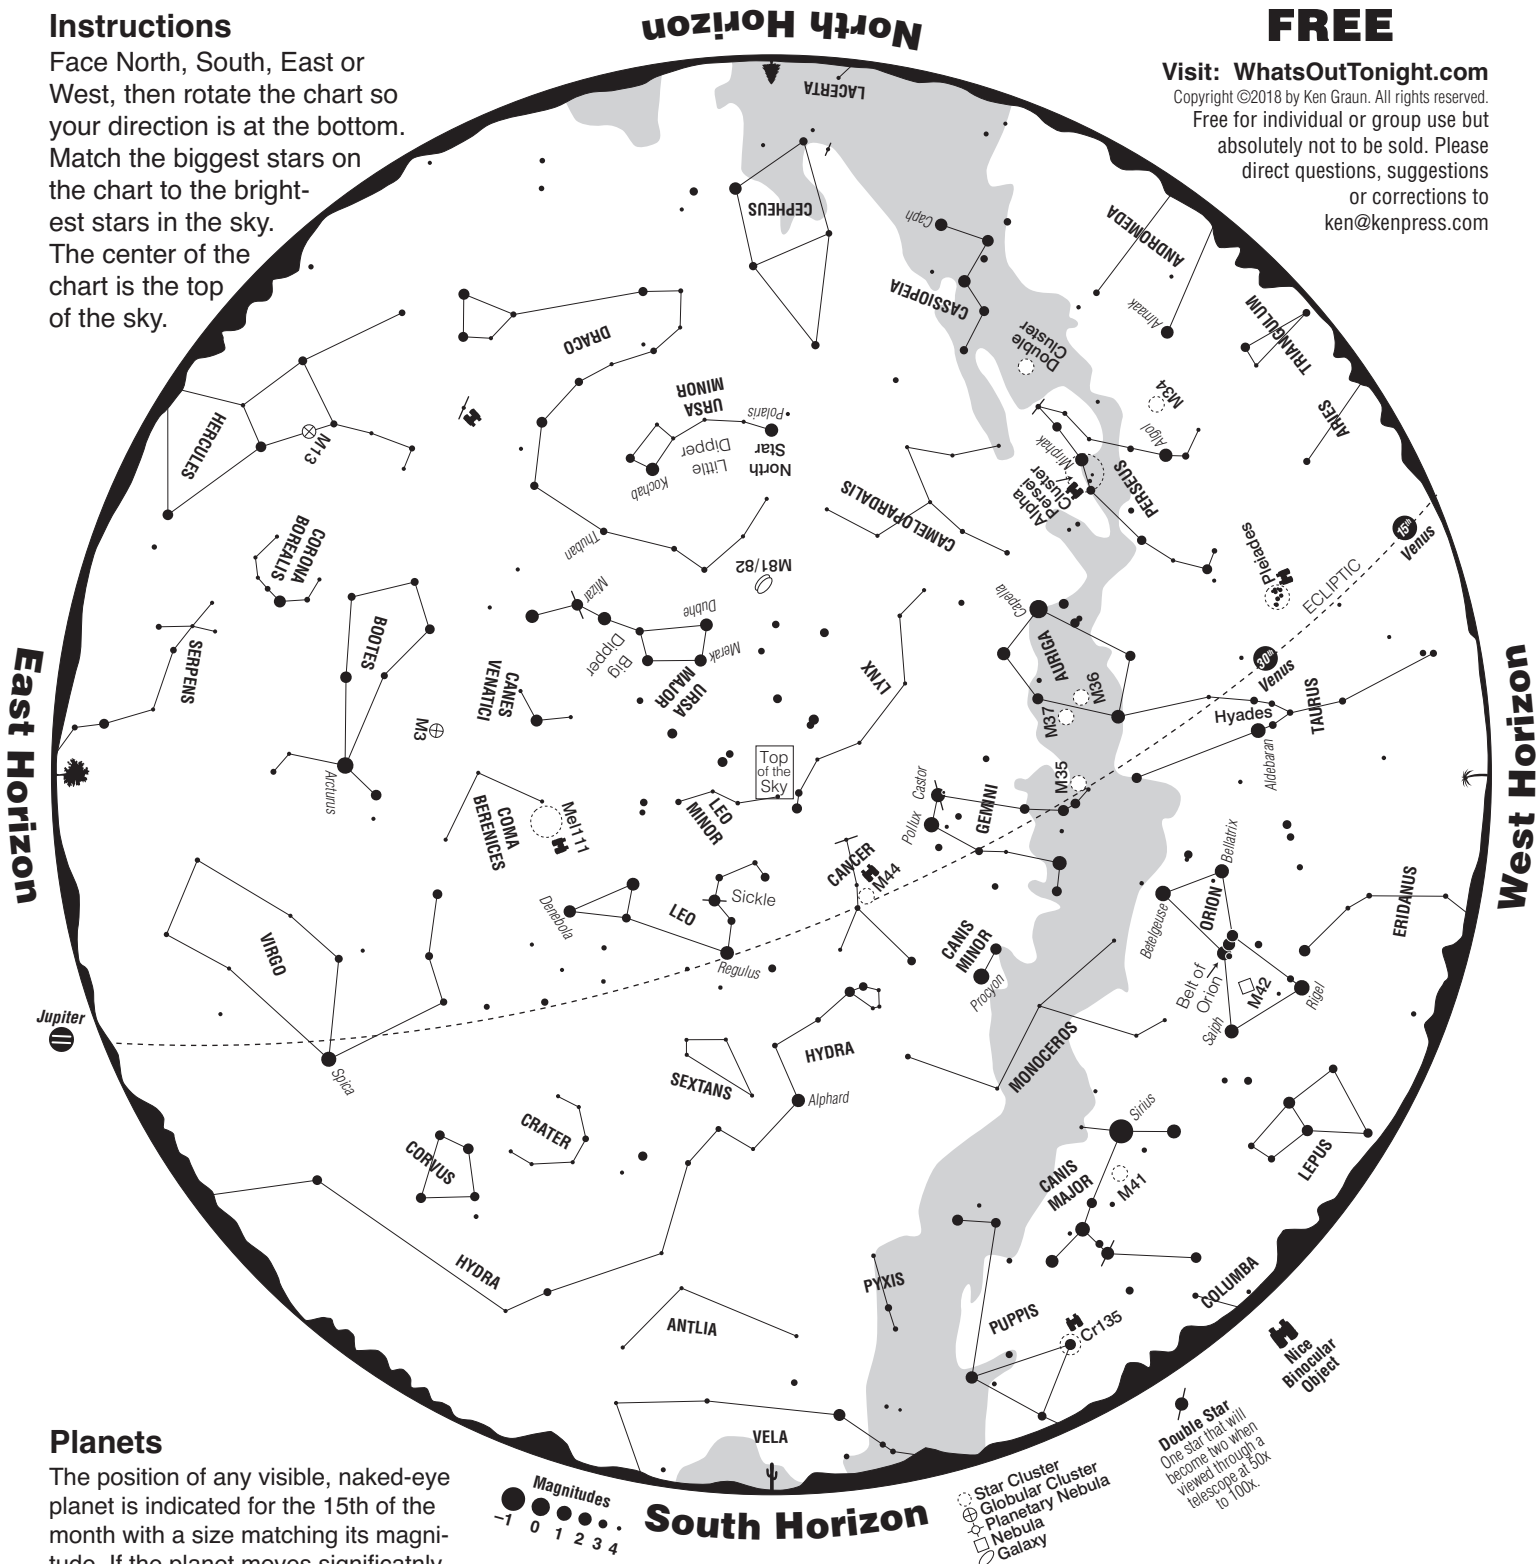 Instructions
Face North, South, East or
West, then rotate the chart so
your direction is at the bottom.
Match the biggest stars on
the chart to the bright-
est stars in the sky.
The center of the
chart is the top
of the sky.
North Horizon
FREE
Visit: WhatsOutTonight.com
Copyright ©2018 by Ken Graun. All rights reserved.
Free for individual or group use but
absolutely not to be sold. Please
direct questions, suggestions
or corrections to
ken@kenpress.com
LACERTA
CEPHEUS
Caph
CASSIOPEIA
ANDROMEDA
Almaak
TRIANGULUM
ARIES
Double
Cluster
M34
Algol
Mirphak
PERSEUS
Alpha
Persei
Cluster
DRACO
URSA
MINOR
Polaris
North
Star
Little
Dipper
Kochab
Thuban
HERCULES
M13
CAMELOPARDALIS
M81/82
CORONA
BOREALIS
SERPENS
BOOTES
Mizar
Dubhe
Merak
Big
Dipper
URSA
MAJOR
CANES
VENATICI
M3
LYNX
Capella
AURIGA
M36
M37
M35
Pleiades
ECLIPTIC
15th
Venus
30th
Venus
Hyades
TAURUS
Aldebaran
East Horizon
West Horizon
Arcturus
COMA
BERENICES
Mel111
LEO
MINOR
Top
of the
Sky
Castor
Pollux
GEMINI
CANCER
M44
Denebola
LEO
Sickle
Regulus
VIRGO
Spica
Jupiter
CANIS
MINOR
Procyon
Bellatrix
Betelgeuse
ORION
Belt of
Orion
M42
Rigel
Saiph
ERIDANUS
MONOCEROS
HYDRA
Alphard
SEXTANS
CRATER
CORVUS
HYDRA
Sirius
CANIS
MAJOR
M41
LEPUS
COLUMBA
PYXIS
PUPPIS
Cr135
ANTLIA
VELA
South Horizon
Nice
Binocular
Object
Double Star
One star that will
become two when
viewed through a
telescope at 50x
to 100x.
Star Cluster
Globular Cluster
Planetary Nebula
Nebula
Galaxy
Magnitudes
–1 0 1 2 3 4
Planets
The position of any visible, naked-eye
planet is indicated for the 15th of the
month with a size matching its magni-
tude. If the planet moves significatnly